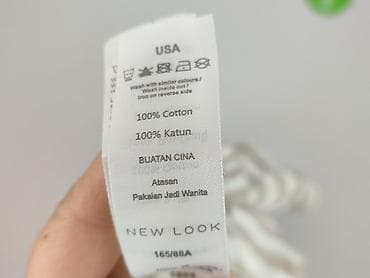 USA
Wash with similar colours/
Wash inside out/
Iron on reverse side
100% Cotton
100% Katun
BUATAN CINA
Atasan
Pakaian Jadi Wanita
NEW LOOK
165/88A